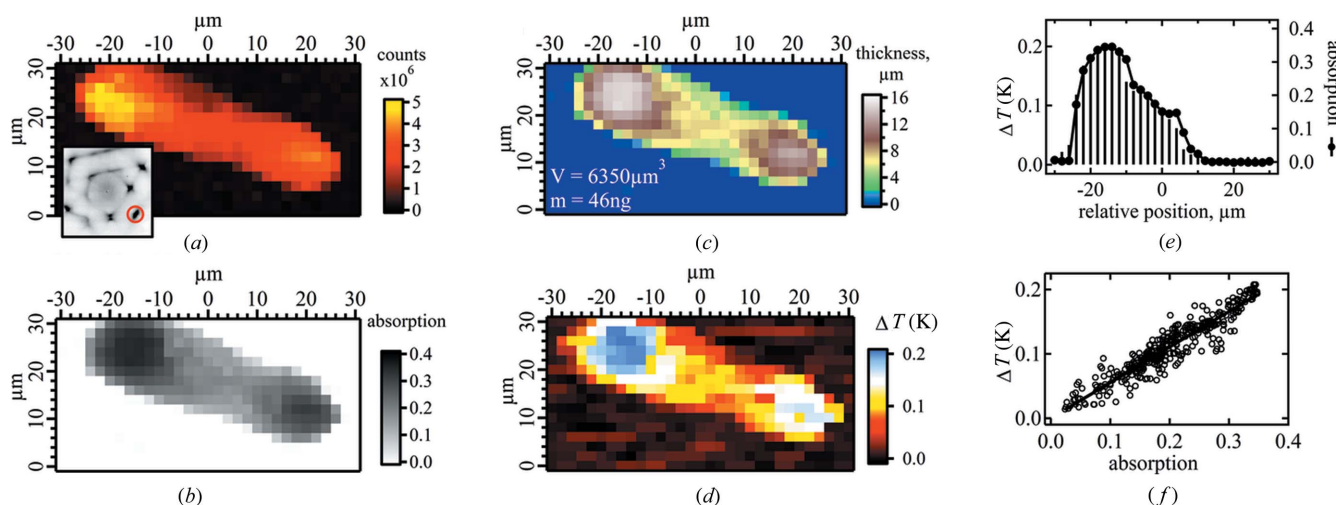 µm
-30 -20 -10 0 10 20 30
counts
x10⁶
30
20
10
0
µm
5
4
3
2
1
0
(a)
µm
-30 -20 -10 0 10 20 30
thickness,
µm
30
20
10
0
µm
16
12
8
4
0
V = 6350µm³
m = 46ng
(c)
0.2
0.1
0.0
Δ T (K)
0.4
0.3
0.2
0.1
0.0
absorption
-20 0 20
relative position, µm
(e)
µm
-30 -20 -10 0 10 20 30
absorption
30
20
10
0
µm
0.4
0.3
0.2
0.1
0.0
(b)
µm
-30 -20 -10 0 10 20 30
Δ T (K)
30
20
10
0
µm
0.2
0.1
0.0
(d)
0.2
0.1
0.0
Δ T (K)
0.0 0.1 0.2 0.3 0.4
absorption
(f)